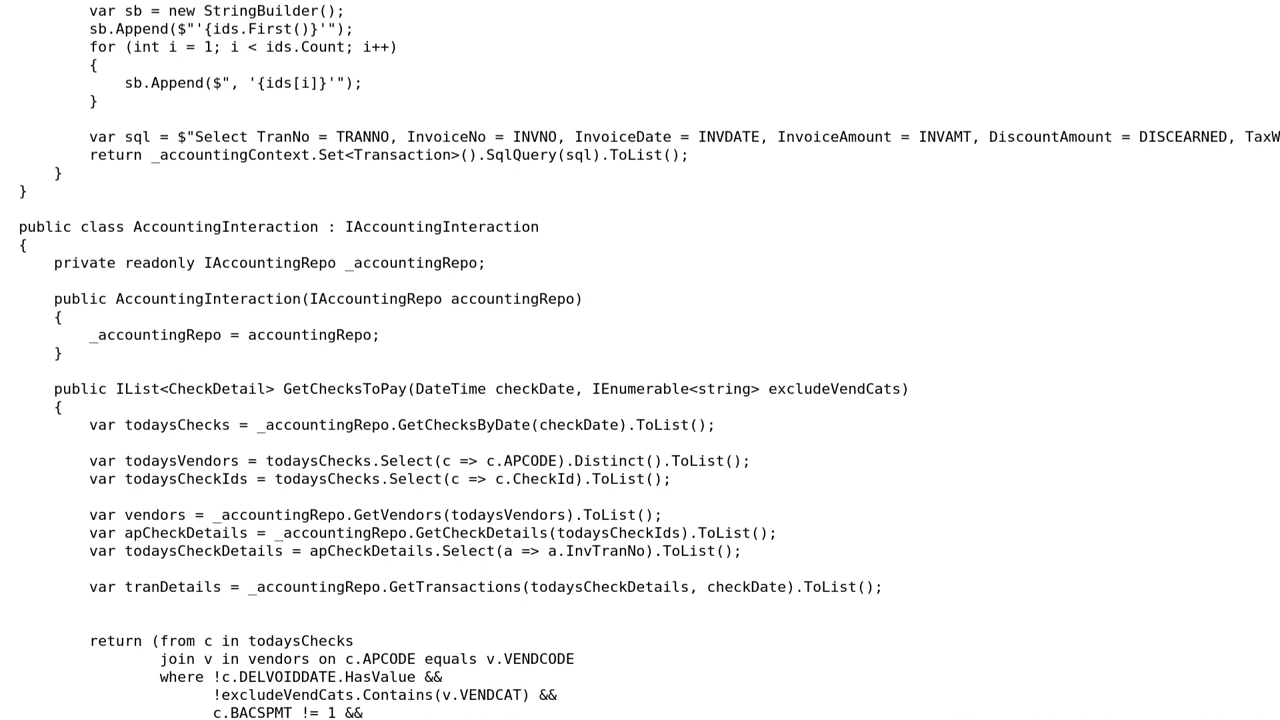 var sb = new StringBuilder();
sb.Append($"'{ids.First()}'");
for (int i = 1; i < ids.Count; i++)
{
sb.Append($", '{ids[i]}'");
}
var sql = $"Select TranNo = TRANNO, InvoiceNo = INVNO, InvoiceDate = INVDATE, InvoiceAmount = INVAMT, DiscountAmount = DISCEARNED, TaxW
return _accountingContext.Set<Transaction>().SqlQuery(sql).ToList();
}
}
public class AccountingInteraction : IAccountingInteraction
{
private readonly IAccountingRepo _accountingRepo;
public AccountingInteraction(IAccountingRepo accountingRepo)
{
_accountingRepo = accountingRepo;
}
public IList<CheckDetail> GetChecksToPay(DateTime checkDate, IEnumerable<string> excludeVendCats)
{
var todaysChecks = _accountingRepo.GetChecksByDate(checkDate).ToList();
var todaysVendors = todaysChecks.Select(c => c.APCODE).Distinct().ToList();
var todaysCheckIds = todaysChecks.Select(c => c.CheckId).ToList();
var vendors = _accountingRepo.GetVendors(todaysVendors).ToList();
var apCheckDetails = _accountingRepo.GetCheckDetails(todaysCheckIds).ToList();
var todaysCheckDetails = apCheckDetails.Select(a => a.InvTranNo).ToList();
var tranDetails = _accountingRepo.GetTransactions(todaysCheckDetails, checkDate).ToList();
return (from c in todaysChecks
join v in vendors on c.APCODE equals v.VENDCODE
where !c.DELVOIDDATE.HasValue &&
!excludeVendCats.Contains(v.VENDCAT) &&
c.BACSPMT != 1 &&